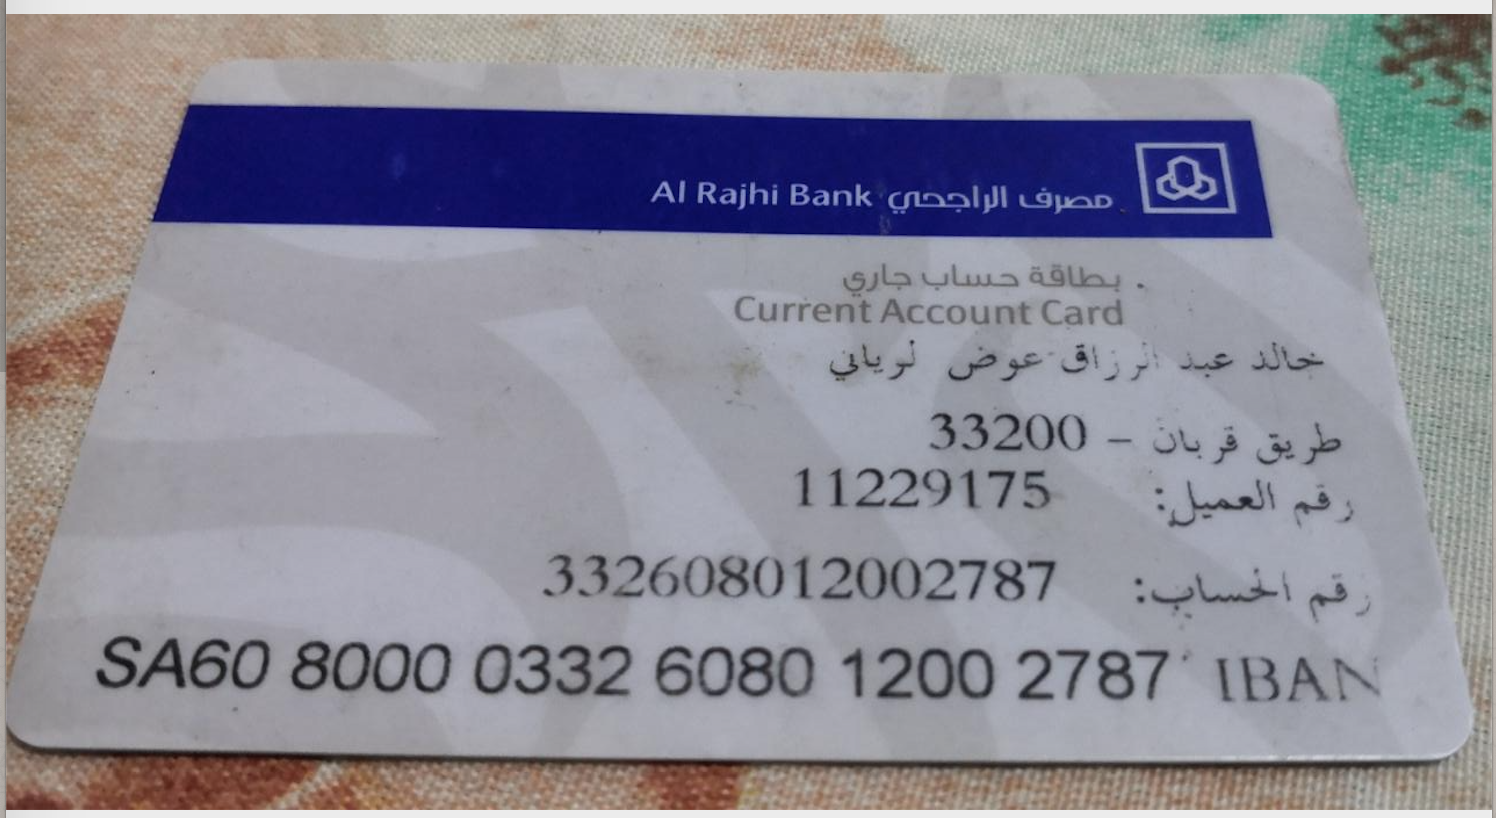 مصرف الراجحي Al Rajhi Bank
بطاقة حساب جاري
Current Account Card
خالد عبد الرزاق عوض لرياني
طريق قربان – 33200
رقم العميل: 11229175
رقم الحساب: 332608012002787
SA60 8000 0332 6080 1200 2787 IBAN